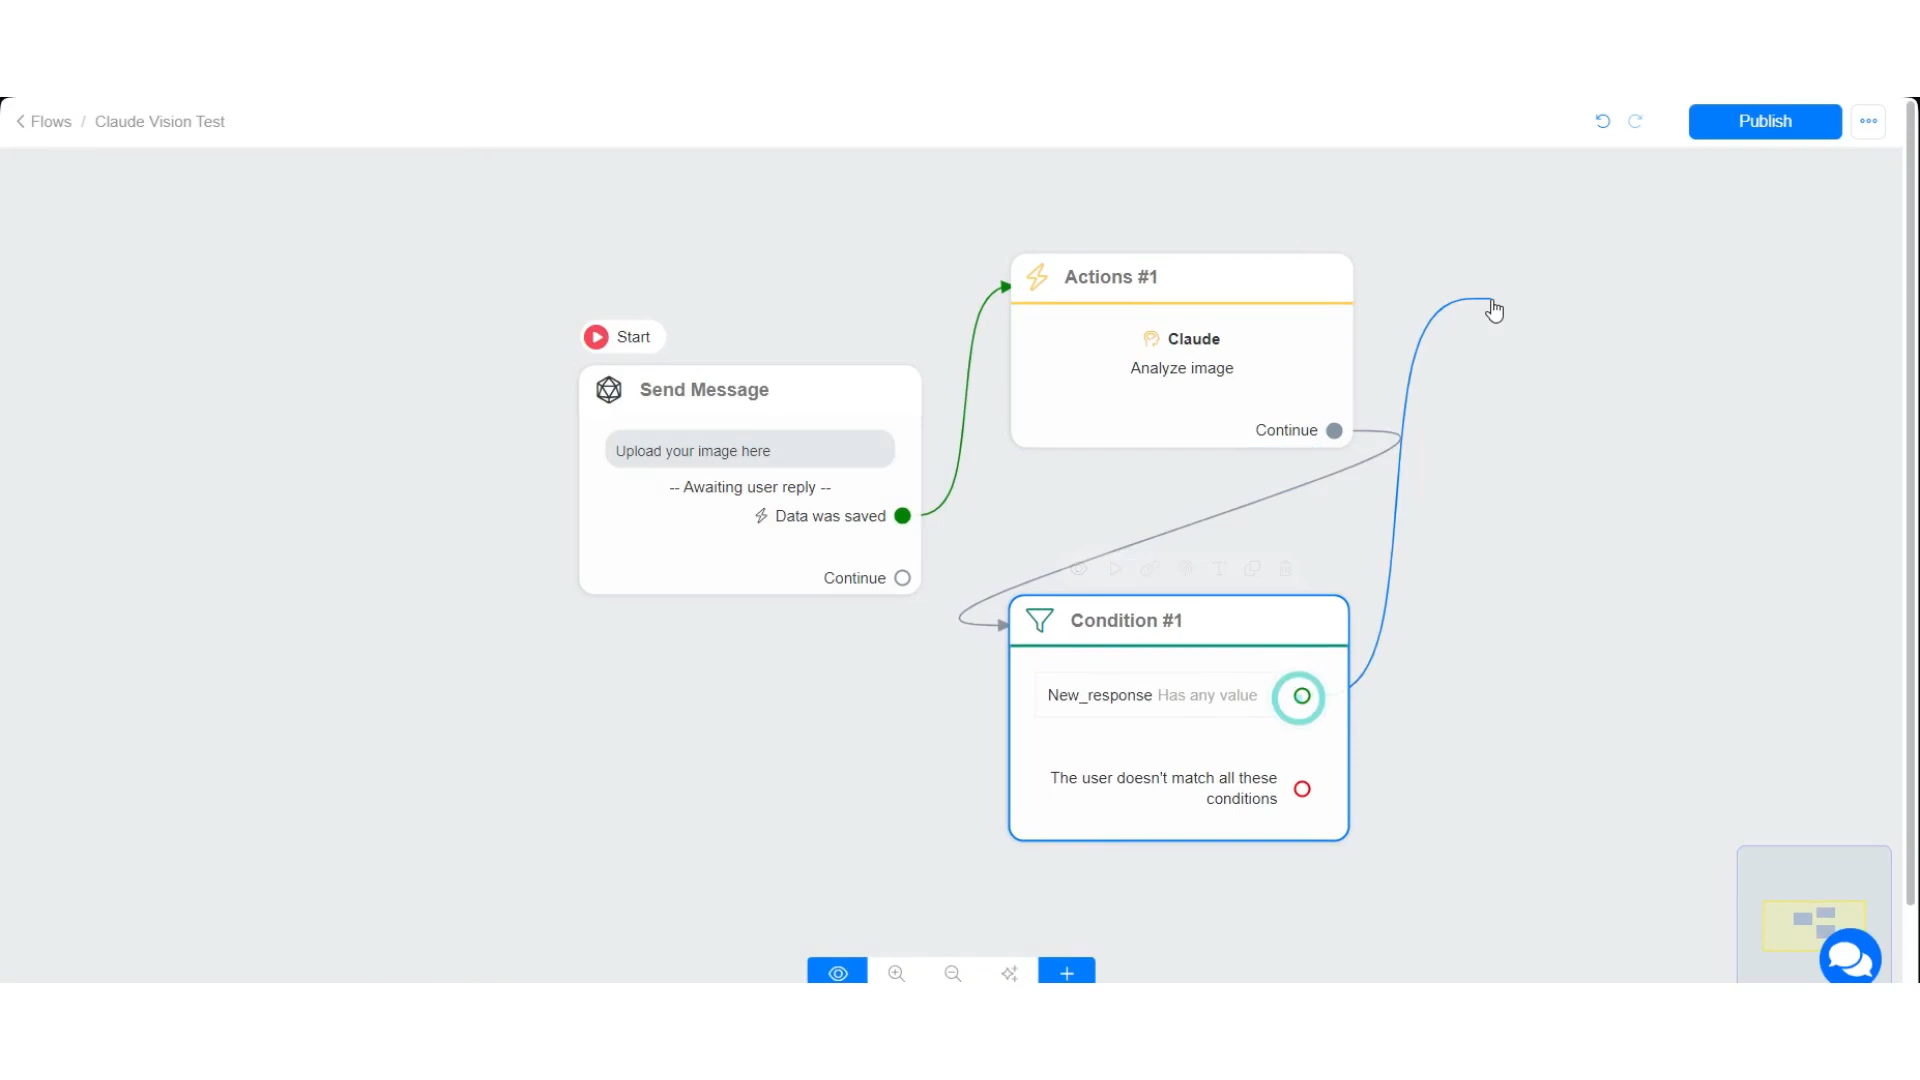 Flows / Claude Vision Test
Publish
Start
Send Message
Upload your image here
-- Awaiting user reply --
Data was saved
Continue
Actions #1
Claude
Analyze image
Continue
Condition #1
New_response Has any value
The user doesn't match all these
conditions